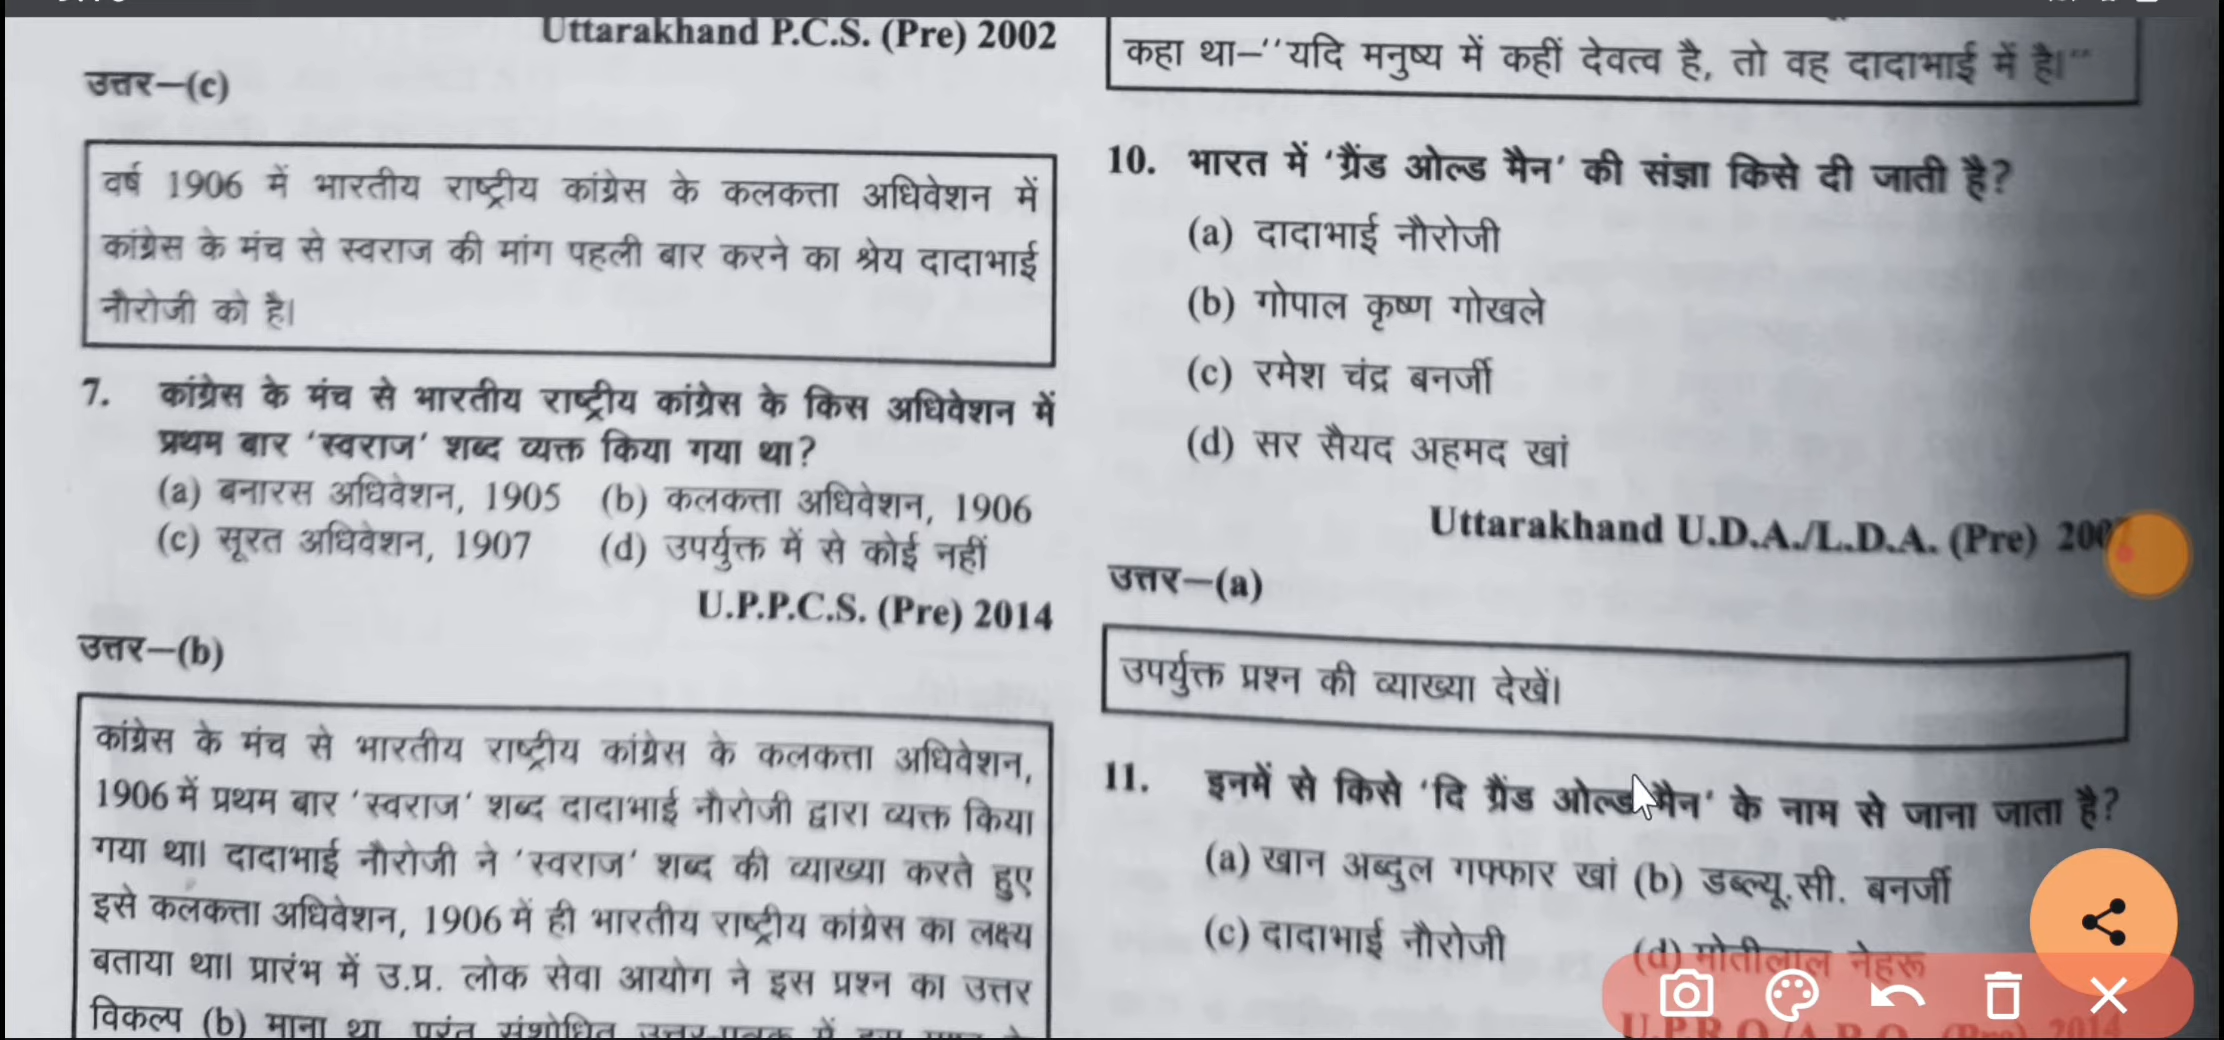 Uttarakhand P.C.S. (Pre) 2002
उत्तर–(c)
वर्ष 1906 में भारतीय राष्ट्रीय कांग्रेस के कलकत्ता अधिवेशन में
कांग्रेस के मंच से स्वराज की मांग पहली बार करने का श्रेय दादाभाई
नौरोजी को है।
7. कांग्रेस के मंच से भारतीय राष्ट्रीय कांग्रेस के किस अधिवेशन में
प्रथम बार ‘स्वराज’ शब्द व्यक्त किया गया था?
(a) बनारस अधिवेशन, 1905 (b) कलकत्ता अधिवेशन, 1906
(c) सूरत अधिवेशन, 1907 (d) उपर्युक्त में से कोई नहीं
U.P.P.C.S. (Pre) 2014
उत्तर–(b)
कांग्रेस के मंच से भारतीय राष्ट्रीय कांग्रेस के कलकत्ता अधिवेशन,
1906 में प्रथम बार ‘स्वराज’ शब्द दादाभाई नौरोजी द्वारा व्यक्त किया
गया था। दादाभाई नौरोजी ने ‘स्वराज’ शब्द की व्याख्या करते हुए
इसे कलकत्ता अधिवेशन, 1906 में ही भारतीय राष्ट्रीय कांग्रेस का लक्ष्य
बताया था। प्रारंभ में उ.प्र. लोक सेवा आयोग ने इस प्रश्न का उत्तर
विकल्प (b) माना था
कहा था–‘‘यदि मनुष्य में कहीं देवत्व है, तो वह दादाभाई में है।’’
10. भारत में ‘ग्रैंड ओल्ड मैन’ की संज्ञा किसे दी जाती है?
(a) दादाभाई नौरोजी
(b) गोपाल कृष्ण गोखले
(c) रमेश चंद्र बनर्जी
(d) सर सैयद अहमद खां
Uttarakhand U.D.A./L.D.A. (Pre) 2007
उत्तर–(a)
उपर्युक्त प्रश्न की व्याख्या देखें।
11. इनमें से किसे ‘दि ग्रैंड ओल्ड मैन’ के नाम से जाना जाता है?
(a) खान अब्दुल गफ्फार खां (b) डब्ल्यू.सी. बनर्जी
(c) दादाभाई नौरोजी (d) मोतीलाल नेहरू
(Pre) 2014